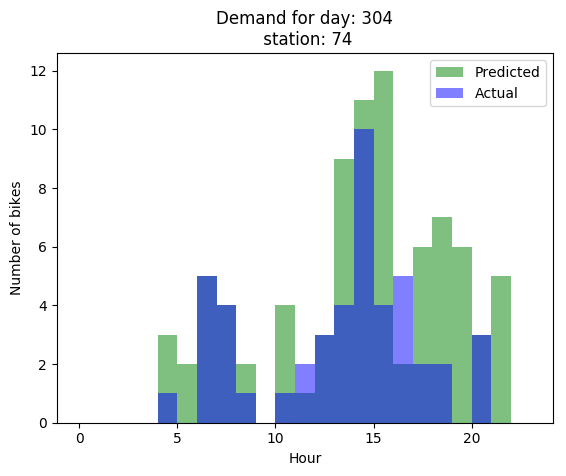 Demand for day: 304
station: 74
Predicted
Actual
12
10
8
6
4
2
0
Number of bikes
0 5 10 15 20
Hour